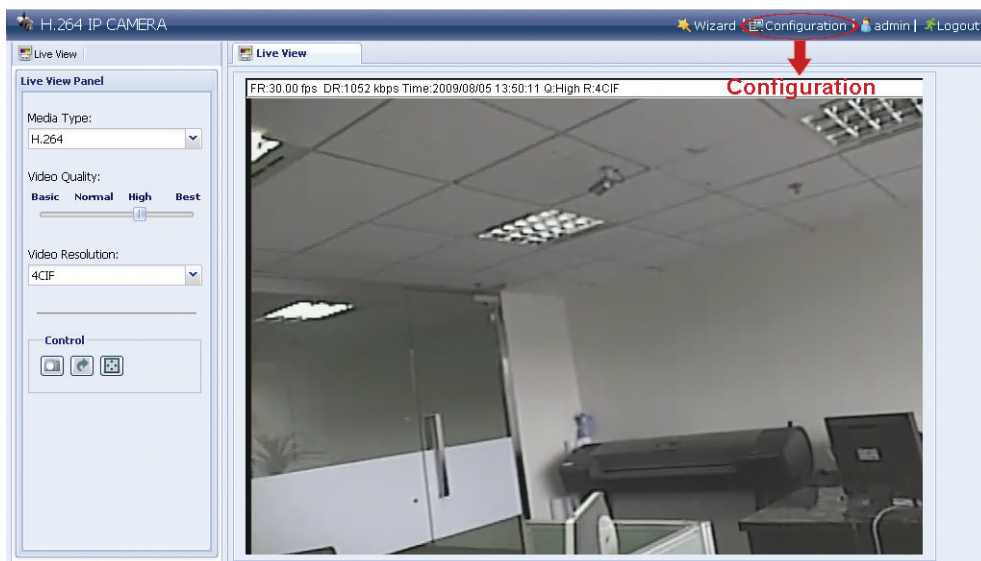 H.264 IP CAMERA
Wizard | Configuration | admin | Logout
Live View
Live View
Live View Panel
FR:30.00 fps DR:1052 kbps Time:2009/08/05 13:50:11 Q:High R:4CIF
Configuration
Media Type:
H.264
Video Quality:
Basic Normal High Best
Video Resolution:
4CIF
Control